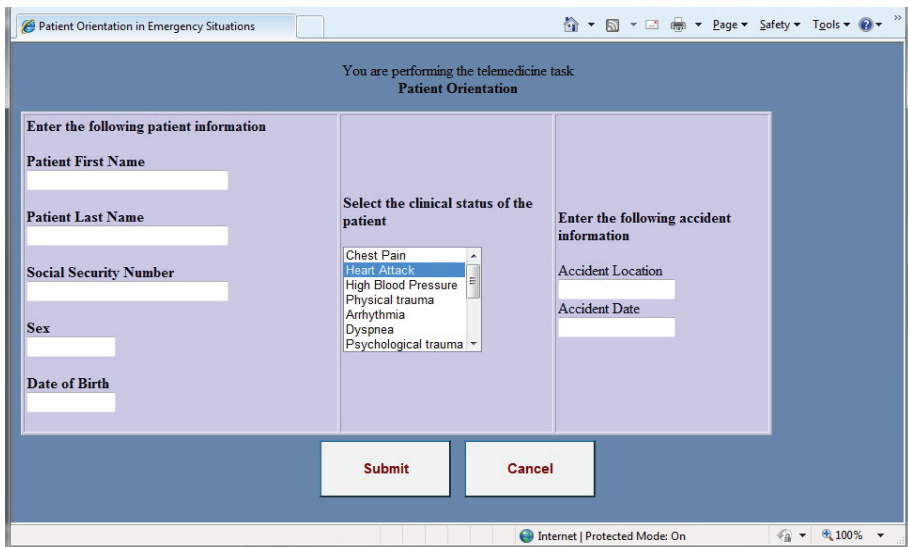 Patient Orientation in Emergency Situations
Page Safety Tools
You are performing the telemedicine task
Patient Orientation
Enter the following patient information
Patient First Name
Patient Last Name
Social Security Number
Sex
Date of Birth
Select the clinical status of the
patient
Chest Pain
Heart Attack
High Blood Pressure
Physical trauma
Arrhythmia
Dyspnea
Psychological trauma
Enter the following accident
information
Accident Location
Accident Date
Submit Cancel
Internet | Protected Mode: On 100%